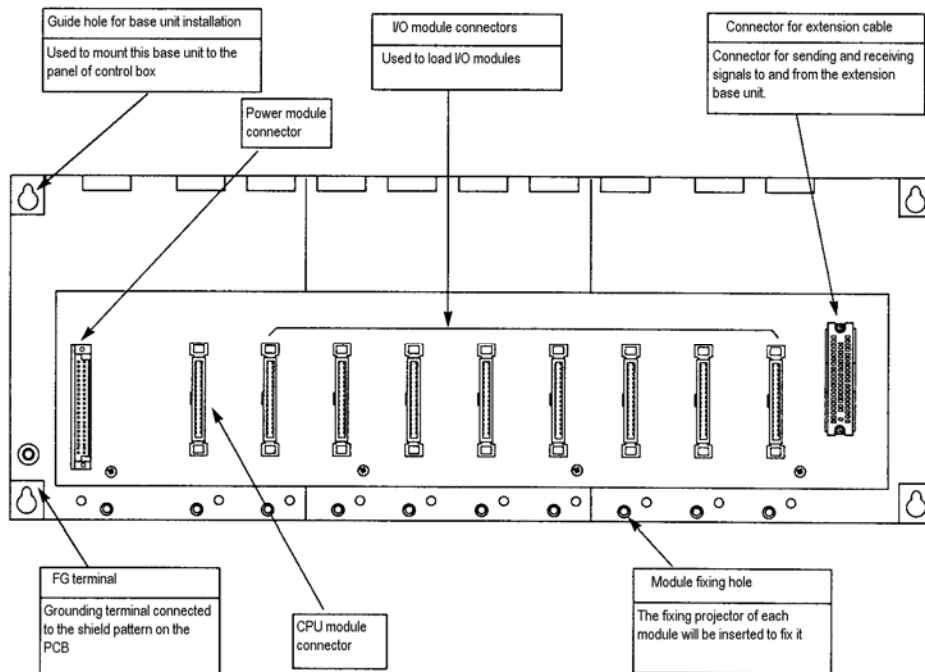 Guide hole for base unit installation
Used to mount this base unit to the
panel of control box
I/O module connectors
Used to load I/O modules
Connector for extension cable
Connector for sending and receiving
signals to and from the extension
base unit.
Power module
connector
FG terminal
Grounding terminal connected
to the shield pattern on the
PCB
CPU module
connector
Module fixing hole
The fixing projector of each
module will be inserted to fix it